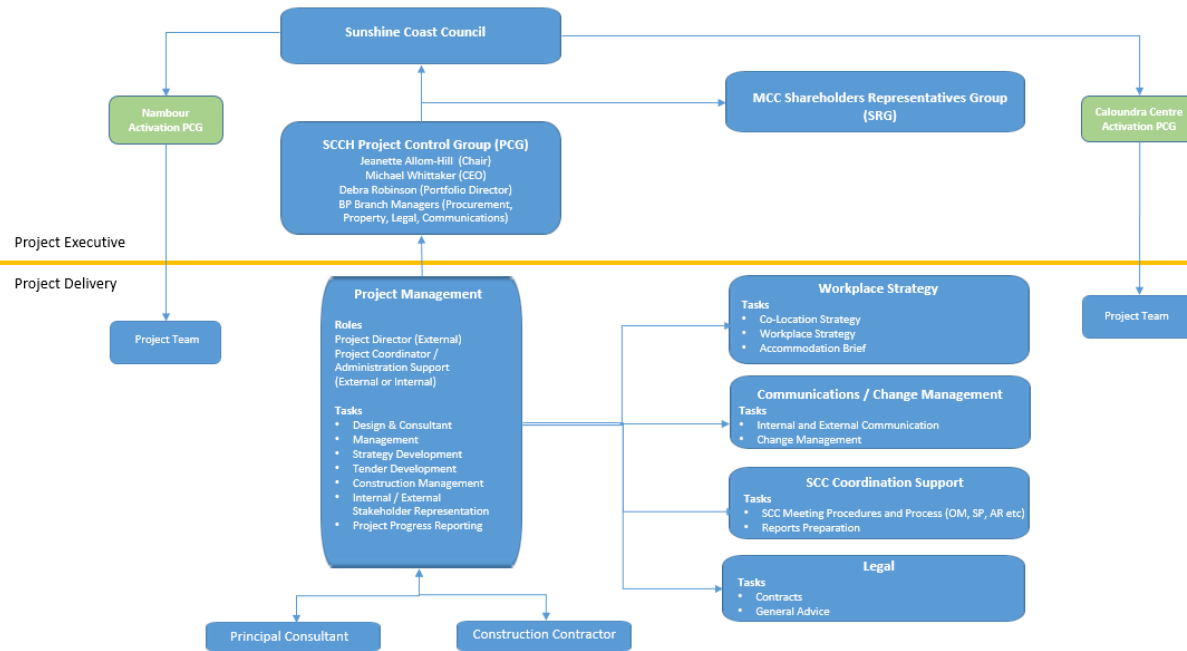 Sunshine Coast Council
Nambour
Activation PCG
MCC Shareholders Representatives Group
(SRG)
Caloundra Centre
Activation PCG
SCCH Project Control Group (PCG)
Jeanette Allom-Hill (Chair)
Michael Whittaker (CEO)
Debra Robinson (Portfolio Director)
BP Branch Managers (Procurement,
Property, Legal, Communications)
Project Executive
Project Delivery
Project Team
Project Management
Roles
Project Director (External)
Project Coordinator /
Administration Support
(External or Internal)
Tasks
• Design & Consultant
• Management
• Strategy Development
• Tender Development
• Construction Management
• Internal / External
Stakeholder Representation
• Project Progress Reporting
Workplace Strategy
Tasks
• Co-Location Strategy
• Workplace Strategy
• Accommodation Brief
Project Team
Communications / Change Management
Tasks
• Internal and External Communication
• Change Management
SCC Coordination Support
Tasks
• SCC Meeting Procedures and Process (OM, SP, AR etc)
• Reports Preparation
Legal
Tasks
• Contracts
• General Advice
Principal Consultant
Construction Contractor